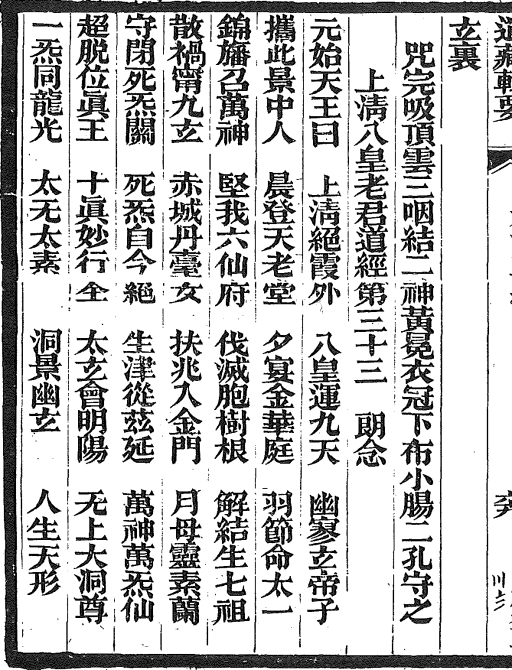 道藏輯要
玄裏
咒完吸頂雲三咽結二神黃冕衣冠下布小腸二孔守之
上淸八皇老君道經第三十三 朗念
元始天王曰 上淸絕霞外 八皇運九天 幽寥玄帝子
攜此景中人 晨登天老堂 夕宴金華庭 羽節命太一
錦旛召萬神 堅我六仙府 伐滅胞樹根 解結生七祖
散禍甯九玄 赤城丹臺女 扶兆入金門 月母靈素蘭
守閉死炁關 死炁自今絕 生津從茲延 萬神萬炁仙
超脫位眞王 十眞妙行全 太玄會明陽 无上大洞尊
一炁同龍光 太无太素 洞景幽玄 人生天形